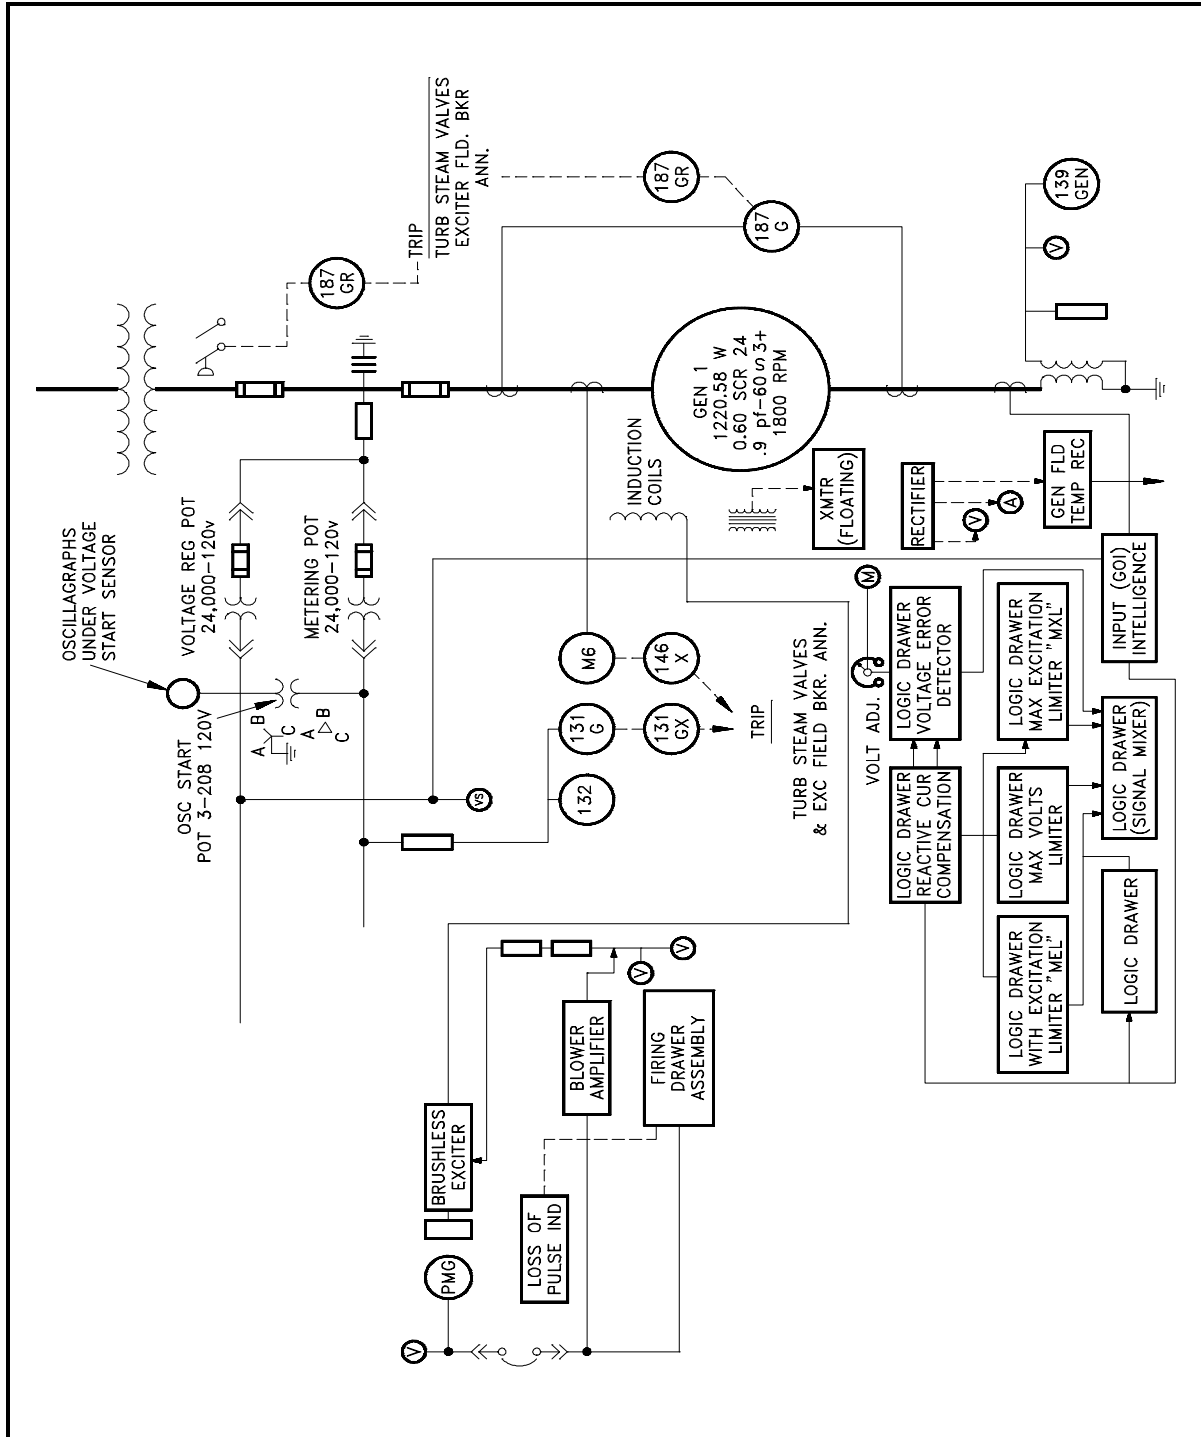 OSCILLAGRAPHS
UNDER VOLTAGE
START SENSOR
VOLTAGE REG POT
24,000-120v
METERING POT
24,000-120v
OSC START
POT 3-208 120V
A
B
C
A
B
C
187
GR
TRIP
TURB STEAM VALVES
EXCITER FLD. BKR
ANN.
187
GR
187
G
139
GEN
V
GEN 1
1220.58 W
0.60 SCR 24
.9 pf-60 S 3+
1800 RPM
INDUCTION
COILS
XMTR
(FLOATING)
RECTIFIER
V
A
GEN FLD
TEMP REC
M6
146
X
131
G
131
GX
132
TRIP
TURB STEAM VALVES
& EXC FIELD BKR. ANN.
VS
VOLT ADJ.
M
LOGIC DRAWER
VOLTAGE ERROR
DETECTOR
LOGIC DRAWER
REACTIVE CUR
COMPENSATION
LOGIC DRAWER
MAX EXCITATION
LIMITER "MXL"
LOGIC DRAWER
MAX VOLTS
LIMITER
LOGIC DRAWER
WITH EXCITATION
LIMITER "MEL"
INPUT (GOI)
INTELLIGENCE
LOGIC DRAWER
(SIGNAL MIXER)
LOGIC DRAWER
BRUSHLESS
EXCITER
BLOWER
AMPLIFIER
V
V
FIRING
DRAWER
ASSEMBLY
LOSS OF
PULSE IND
PMG
V